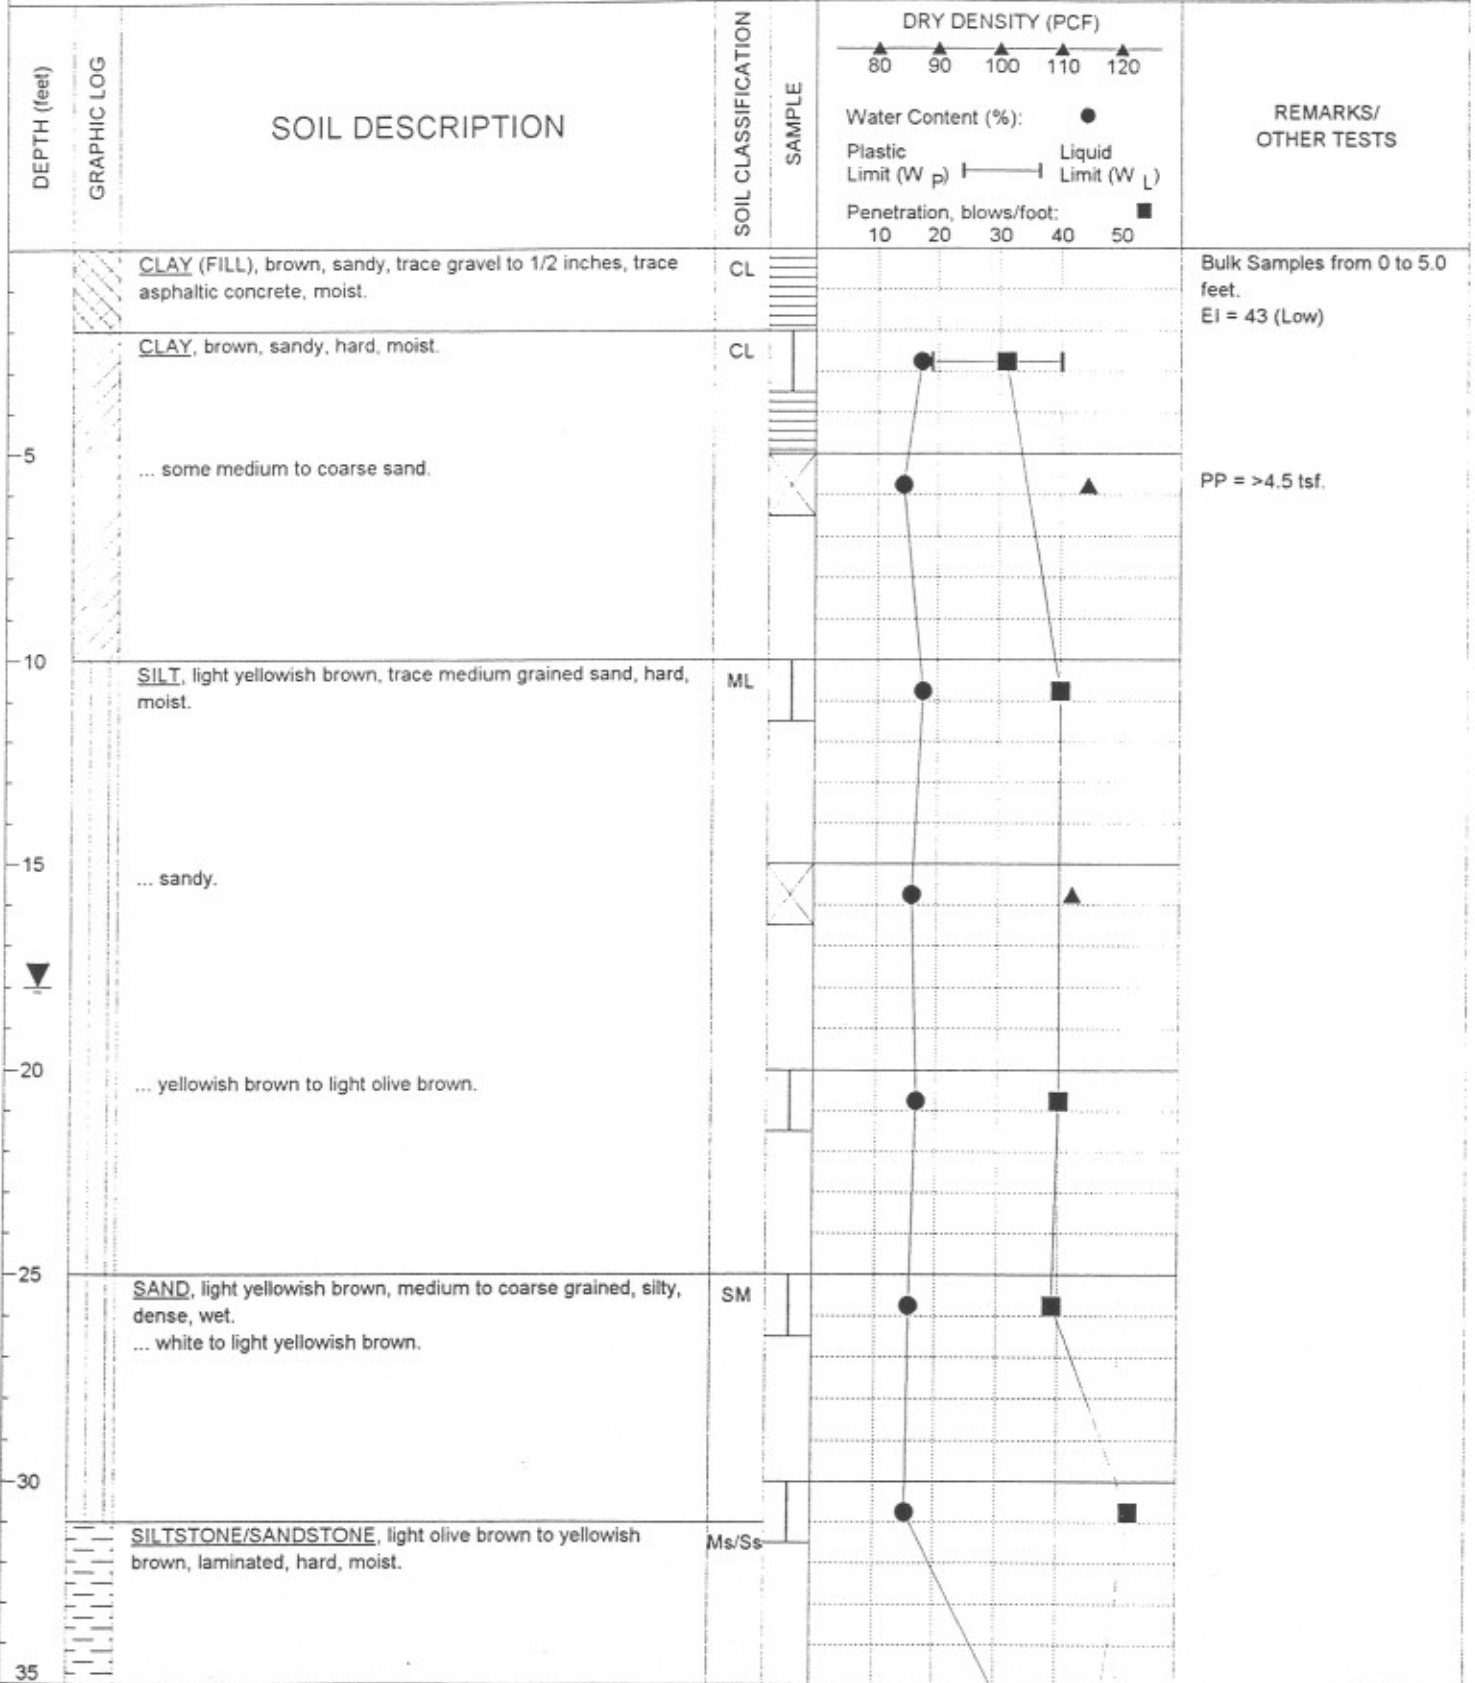 DEPTH (feet)
GRAPHIC LOG
SOIL DESCRIPTION
SOIL CLASSIFICATION
SAMPLE
DRY DENSITY (PCF)
80 90 100 110 120
Water Content (%):
Plastic Limit (W P)
Liquid Limit (W L)
Penetration, blows/foot:
10 20 30 40 50
REMARKS/
OTHER TESTS
CLAY (FILL), brown, sandy, trace gravel to 1/2 inches, trace
asphaltic concrete, moist.
CL
Bulk Samples from 0 to 5.0
feet.
EI = 43 (Low)
CLAY, brown, sandy, hard, moist.
CL
5
... some medium to coarse sand.
PP = >4.5 tsf.
10
SILT, light yellowish brown, trace medium grained sand, hard,
moist.
ML
15
... sandy.
20
... yellowish brown to light olive brown.
25
SAND, light yellowish brown, medium to coarse grained, silty,
dense, wet.
SM
... white to light yellowish brown.
30
SILTSTONE/SANDSTONE, light olive brown to yellowish
brown, laminated, hard, moist.
Ms/Ss
35